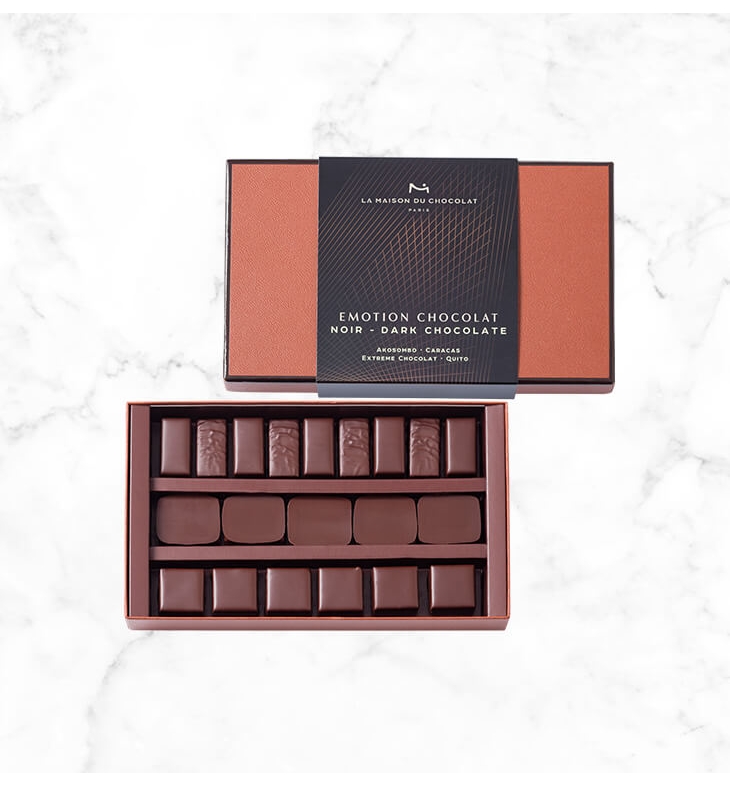 LA MAISON DU CHOCOLAT
PARIS
EMOTION CHOCOLAT
NOIR - DARK CHOCOLATE
AKOSOMBO · CARACAS
EXTREME CHOCOLAT · QUITO